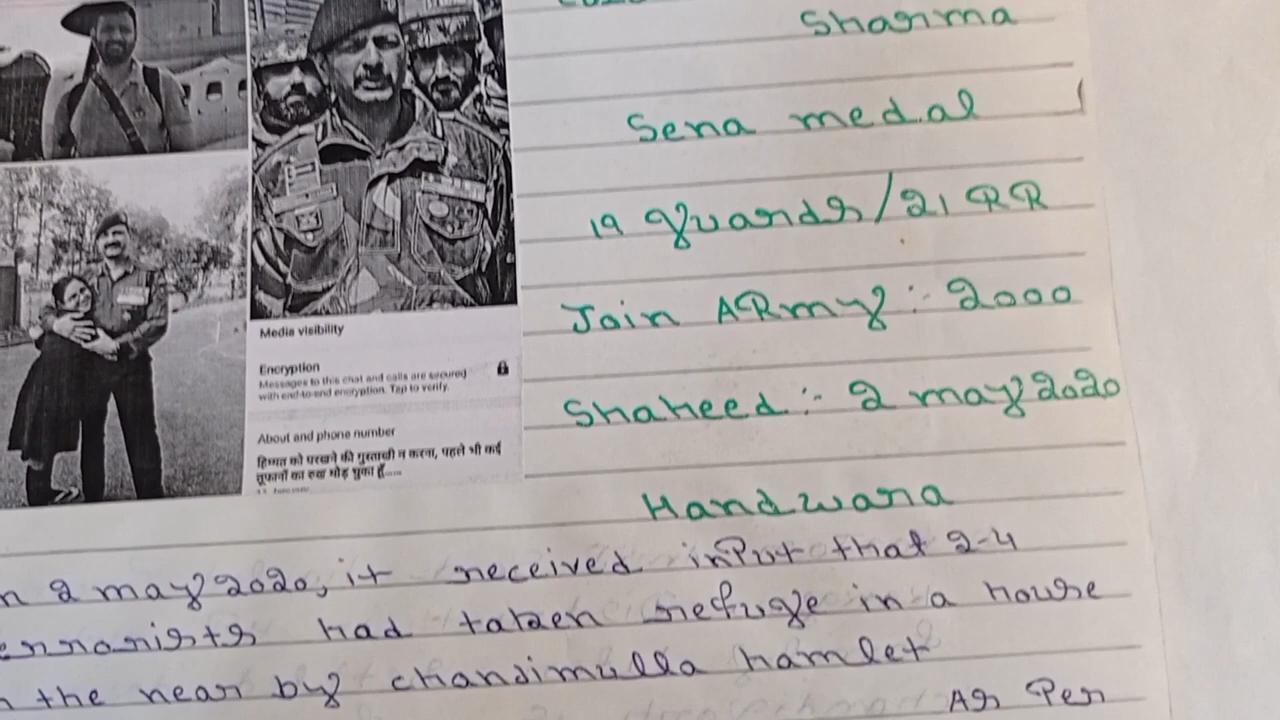 Sharma
Sena medal
19 Guards/21 RR
Join ARmy :- 2000
Shaheed :- 2 may 2020
Handwara
Media visibility
Encryption
Messages to this chat and calls are secured
with end-to-end encryption. Tap to verify.
About and phone number
हिम्मत को परखने की गुस्ताखी न करना, पहले भी कई
तूफानों का रुख मोड़ चुका हूँ.....
2 may 2020, it received input that 2-4
had taken refuge in a house
the near by chanjimulla hamlet
As Per